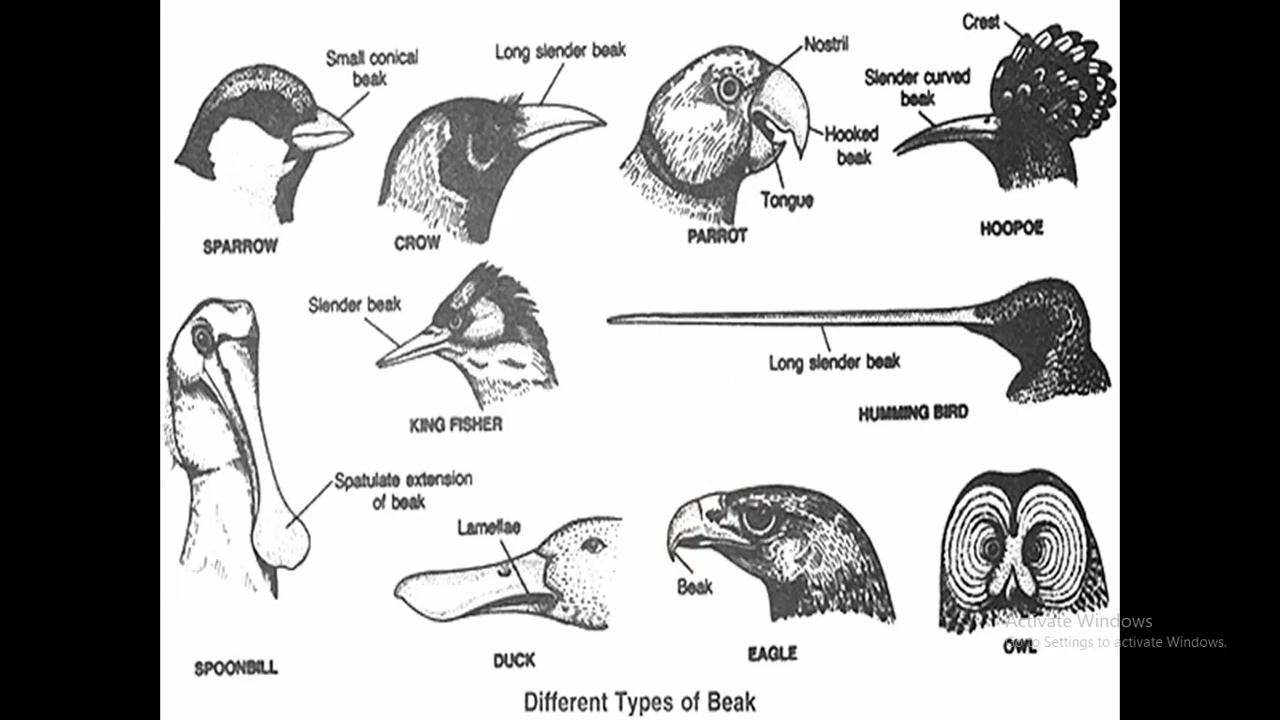 Small conical
beak
SPARROW
Long slender beak
CROW
Nostril
Hooked
beak
Tongue
PARROT
Crest
Slender curved
beak
HOOPOE
Slender beak
KING FISHER
Long slender beak
HUMMING BIRD
Spatulate extension
of beak
SPOONBILL
Lamellae
DUCK
Beak
EAGLE
OWL
Activate Windows
Go to Settings to activate Windows.
Different Types of Beak